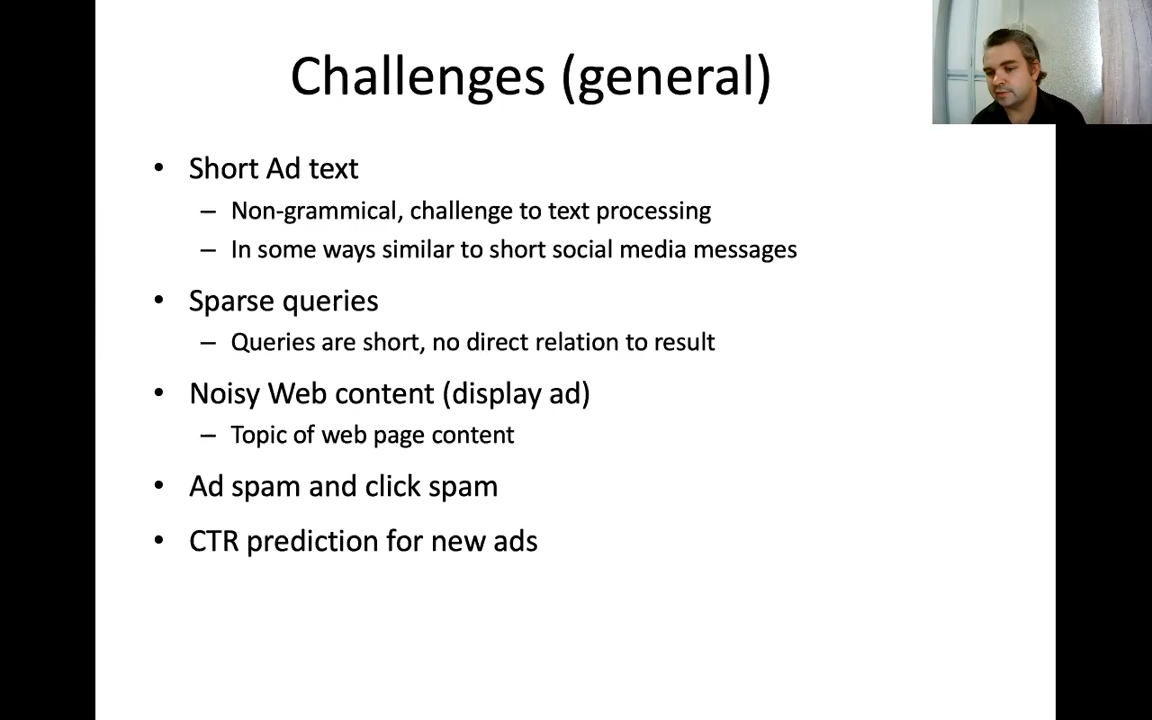 Challenges (general)
• Short Ad text
– Non-grammical, challenge to text processing
– In some ways similar to short social media messages
• Sparse queries
– Queries are short, no direct relation to result
• Noisy Web content (display ad)
– Topic of web page content
• Ad spam and click spam
• CTR prediction for new ads